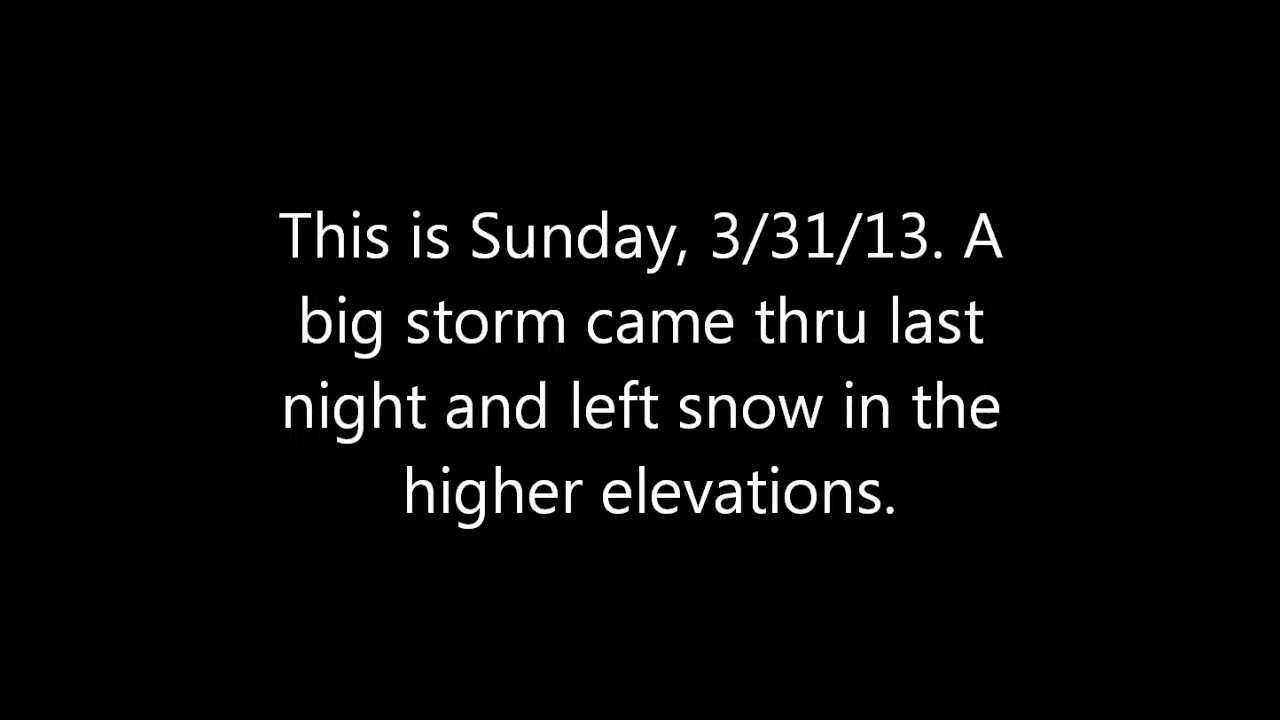 This is Sunday, 3/31/13. A
big storm came thru last
night and left snow in the
higher elevations.